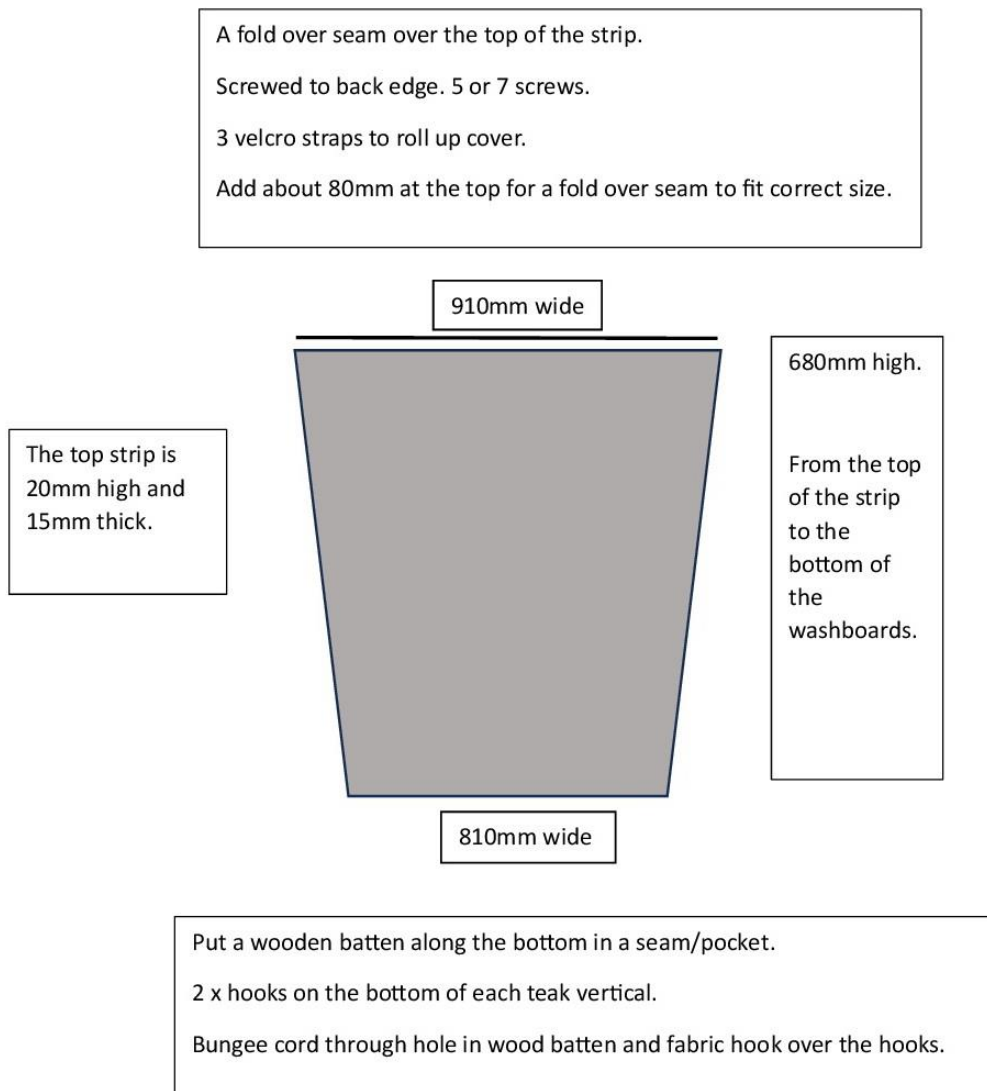 A fold over seam over the top of the strip.
Screwed to back edge. 5 or 7 screws.
3 velcro straps to roll up cover.
Add about 80mm at the top for a fold over seam to fit correct size.
910mm wide
680mm high.
From the top
of the strip
to the
bottom of
the
washboards.
The top strip is
20mm high and
15mm thick.
810mm wide
Put a wooden batten along the bottom in a seam/pocket.
2 x hooks on the bottom of each teak vertical.
Bungee cord through hole in wood batten and fabric hook over the hooks.